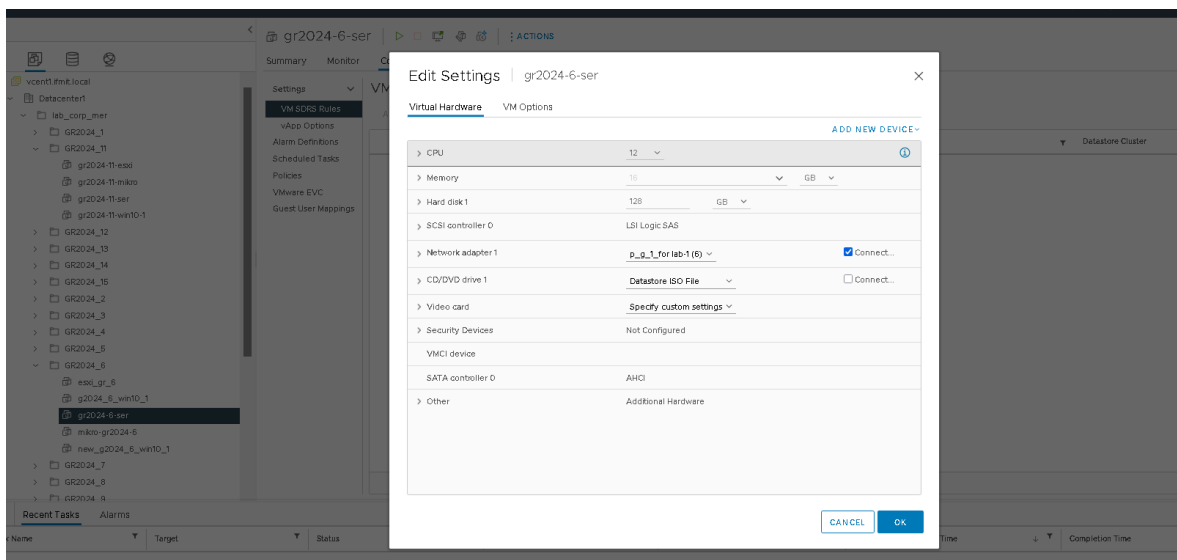 gr2024-6-ser
ACTIONS
Summary Monitor
vcent1.ifmit.local
Datacenter1
lab_corp_mer
GR2024_1
GR2024_11
gr2024-11-esxi
gr2024-11-mikro
gr2024-11-ser
gr2024-11-win10-1
GR2024_12
GR2024_13
GR2024_14
GR2024_15
GR2024_2
GR2024_3
GR2024_4
GR2024_5
GR2024_6
esxi_gr_6
g2024_6_win10_1
gr2024-6-ser
mikro-gr2024-6
new_g2024_6_win10_1
GR2024_7
GR2024_8
GR2024_9
Settings
VM SDRS Rules
vApp Options
Alarm Definitions
Scheduled Tasks
Policies
VMware EVC
Guest User Mappings
Datastore Cluster
Edit Settings gr2024-6-ser
Virtual Hardware VM Options
ADD NEW DEVICE
CPU 12
Memory 16 GB
Hard disk 1 128 GB
SCSI controller 0 LSI Logic SAS
Network adapter 1 p_g_1_for lab-1 (6) Connect...
CD/DVD drive 1 Datastore ISO File Connect...
Video card Specify custom settings
Security Devices Not Configured
VMCI device
SATA controller 0 AHCI
Other Additional Hardware
CANCEL OK
Recent Tasks Alarms
Name Target Status Time Completion Time